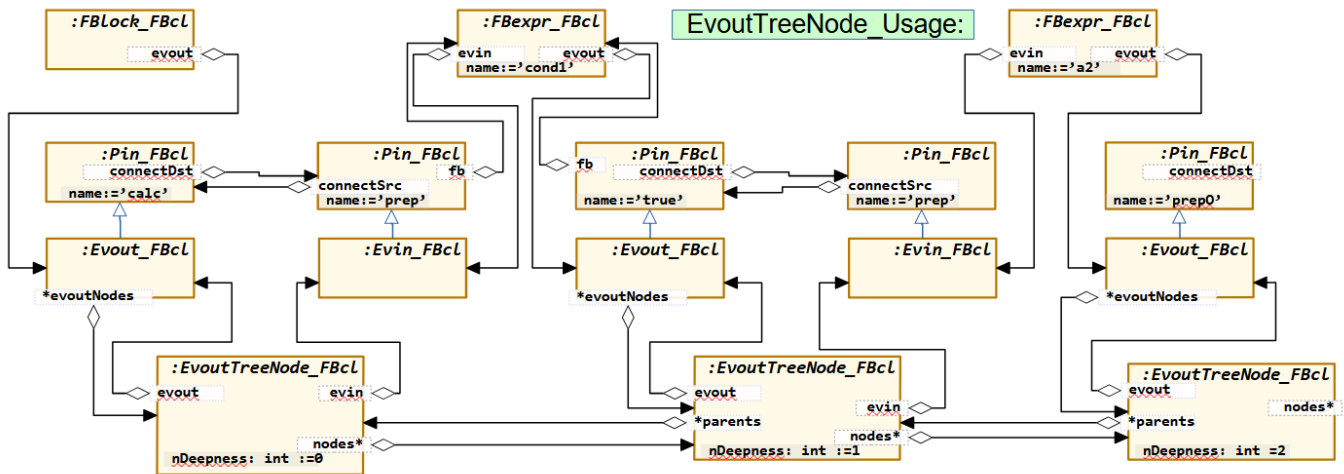 EvoutTreeNode_Usage:
:FBlock_FBcl
evout
:FBexpr_FBcl
evin
evout
name:=’cond1’
:FBexpr_FBcl
evin
evout
name:=’a2’
:Pin_FBcl
connectDst
name:=’calc’
:Pin_FBcl
fb
connectSrc
name:=’prep’
:Pin_FBcl
fb
connectDst
name:=’true’
:Pin_FBcl
connectSrc
name:=’prep’
:Pin_FBcl
connectDst
name:=’prepO’
:Evout_FBcl
*evoutNodes
:Evin_FBcl
:Evout_FBcl
*evoutNodes
:Evin_FBcl
:Evout_FBcl
*evoutNodes
:EvoutTreeNode_FBcl
evout
evin
nodes*
nDeepness: int :=0
:EvoutTreeNode_FBcl
evout
evin
*parents
nodes*
nDeepness: int :=1
:EvoutTreeNode_FBcl
evout
nodes*
*parents
nDeepness: int =2